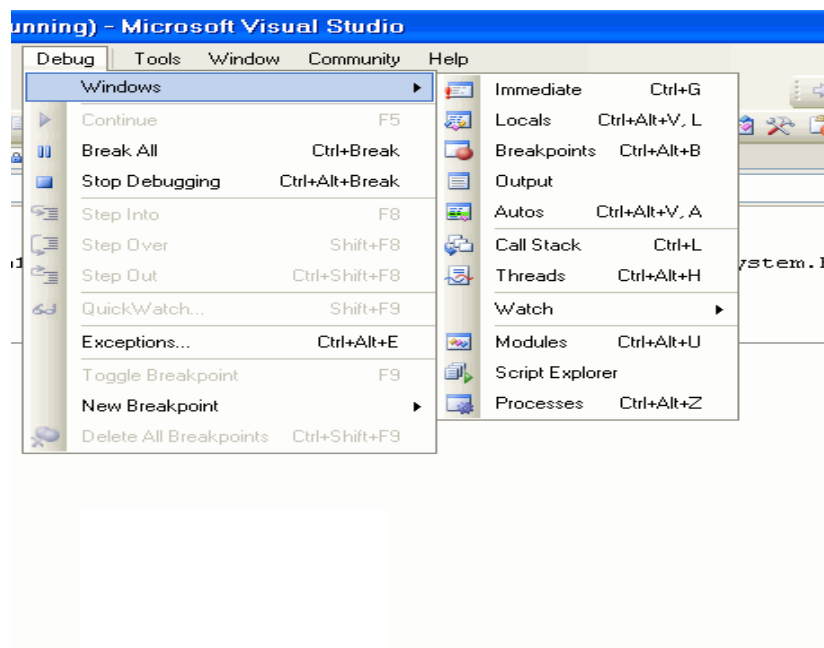 unning) - Microsoft Visual Studio
Debug Tools Window Community Help
Windows
Continue F5
Break All Ctrl+Break
Stop Debugging Ctrl+Alt+Break
Step Into F8
Step Over Shift+F8
Step Out Ctrl+Shift+F8
QuickWatch... Shift+F9
Exceptions... Ctrl+Alt+E
Toggle Breakpoint F9
New Breakpoint
Delete All Breakpoints Ctrl+Shift+F9
Immediate Ctrl+G
Locals Ctrl+Alt+V, L
Breakpoints Ctrl+Alt+B
Output
Autos Ctrl+Alt+V, A
Call Stack Ctrl+L
Threads Ctrl+Alt+H
Watch
Modules Ctrl+Alt+U
Script Explorer
Processes Ctrl+Alt+Z
ystem.